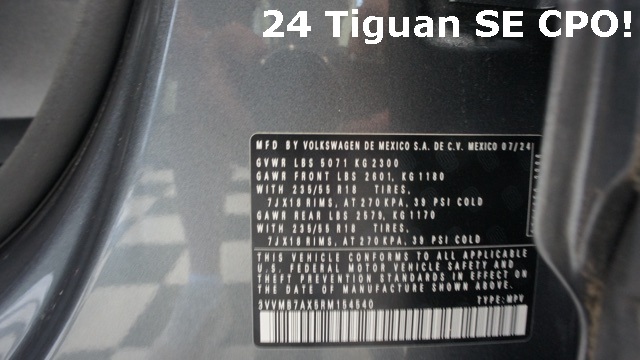 24 Tiguan SE CPO!
MFD BY VOLKSWAGEN DE MEXICO S.A. DE C.V. MEXICO 07/24
GVWR LBS 5071 KG 2300
GAWR FRONT LBS 2601, KG 1180
WITH 235/55 R18 TIRES,
7JX18 RIMS, AT 270 KPA, 39 PSI COLD
GAWR REAR LBS 2579, KG 1170
WITH 235/55 R18 TIRES,
7JX18 RIMS, AT 270 KPA, 39 PSI COLD
THIS VEHICLE CONFORMS TO ALL APPLICABLE
U.S. FEDERAL MOTOR VEHICLE SAFETY AND
THEFT PREVENTION STANDARDS IN EFFECT ON
THE DATE OF MANUFACTURE SHOWN ABOVE.
3VVMB7AX6RM154540 TYPE: MPV